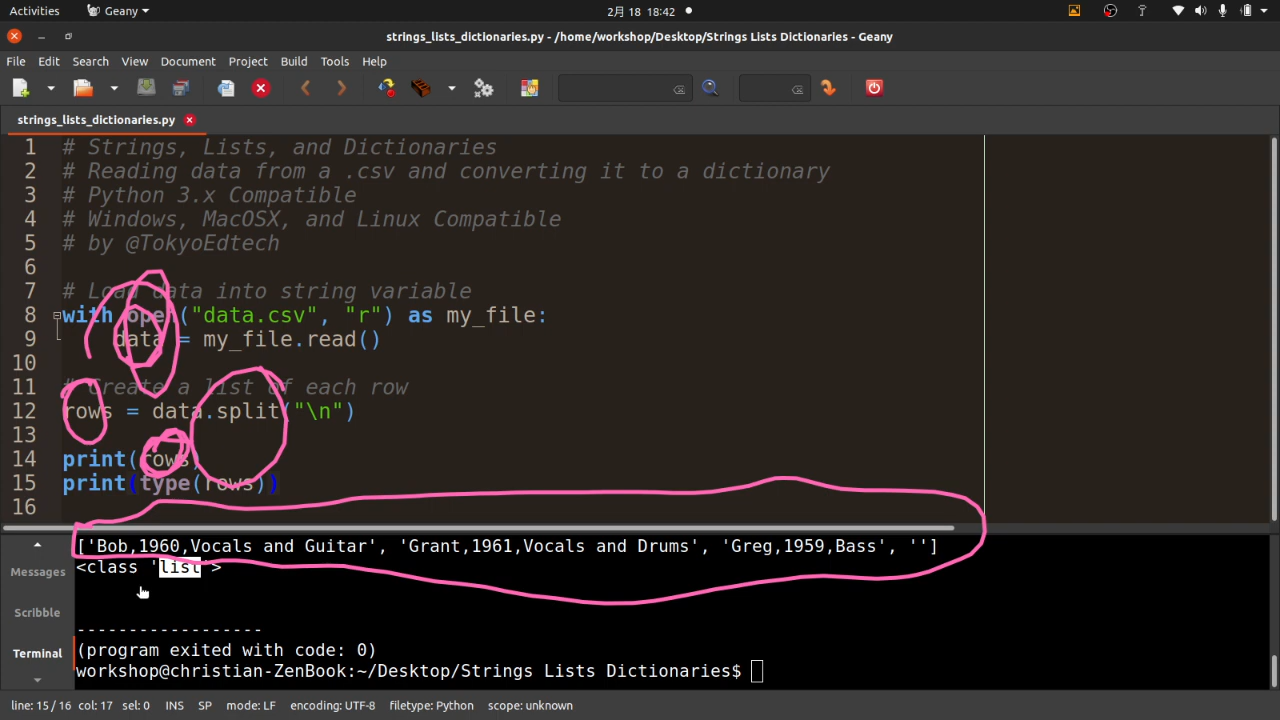 Activities
Geany
2月 18 18:42
strings_lists_dictionaries.py - /home/workshop/Desktop/Strings Lists Dictionaries - Geany
File Edit Search View Document Project Build Tools Help
strings_lists_dictionaries.py
1 # Strings, Lists, and Dictionaries
2 # Reading data from a .csv and converting it to a dictionary
3 # Python 3.x Compatible
4 # Windows, MacOSX, and Linux Compatible
5 # by @TokyoEdtech
6
7 # Load data into string variable
8 with open("data.csv", "r") as my_file:
9 data = my_file.read()
10
11 # Create a list of each row
12 rows = data.split("\n")
13
14 print(rows)
15 print(type(rows))
16
['Bob,1960,Vocals and Guitar', 'Grant,1961,Vocals and Drums', 'Greg,1959,Bass', '']
<class 'list'>
Messages
Scribble
Terminal
------------------
(program exited with code: 0)
workshop@christian-ZenBook:~/Desktop/Strings Lists Dictionaries$
line: 15 / 16 col: 17 sel: 0 INS SP mode: LF encoding: UTF-8 filetype: Python scope: unknown